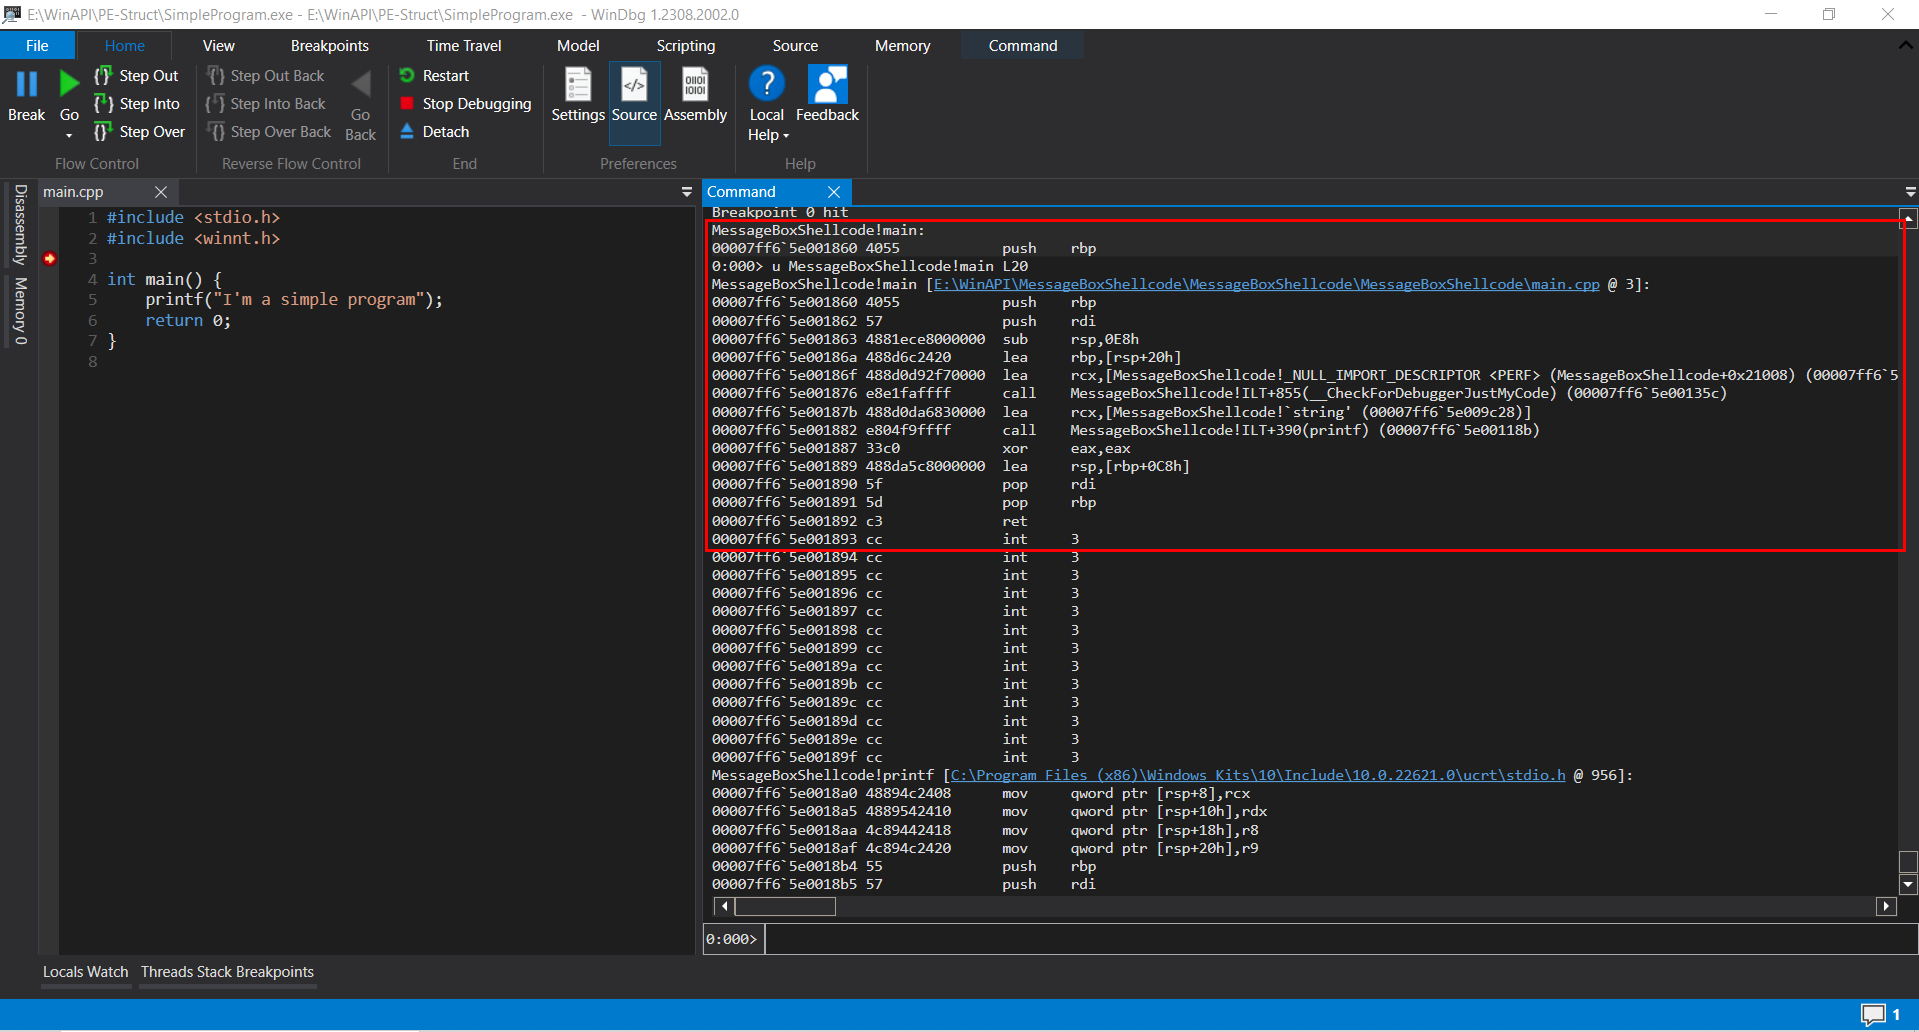 E:\WinAPI\PE-Struct\SimpleProgram.exe - E:\WinAPI\PE-Struct\SimpleProgram.exe - WinDbg 1.2308.2002.0
File Home View Breakpoints Time Travel Model Scripting Source Memory Command
Break
Go
Step Out
Step Into
Step Over
Flow Control
Step Out Back
Step Into Back
Step Over Back
Go Back
Reverse Flow Control
Restart
Stop Debugging
Detach
End
Settings Source Assembly
Preferences
Local Help
Feedback
Help
Disassembly
Memory 0
main.cpp
1 #include <stdio.h>
2 #include <winnt.h>
3
4 int main() {
5 printf("I'm a simple program");
6 return 0;
7 }
8
Command
Breakpoint 0 hit
MessageBoxShellcode!main:
00007ff6`5e001860 4055 push rbp
0:000> u MessageBoxShellcode!main L20
MessageBoxShellcode!main [E:\WinAPI\MessageBoxShellcode\MessageBoxShellcode\MessageBoxShellcode\main.cpp @ 3]:
00007ff6`5e001860 4055 push rbp
00007ff6`5e001862 57 push rdi
00007ff6`5e001863 4881ece8000000 sub rsp,0E8h
00007ff6`5e00186a 488d6c2420 lea rbp,[rsp+20h]
00007ff6`5e00186f 488d0d92f70000 lea rcx,[MessageBoxShellcode!_NULL_IMPORT_DESCRIPTOR <PERF> (MessageBoxShellcode+0x21008) (00007ff6`5
00007ff6`5e001876 e8e1faffff call MessageBoxShellcode!ILT+855(__CheckForDebuggerJustMyCode) (00007ff6`5e00135c)
00007ff6`5e00187b 488d0da6830000 lea rcx,[MessageBoxShellcode!`string' (00007ff6`5e009c28)]
00007ff6`5e001882 e804f9ffff call MessageBoxShellcode!ILT+390(printf) (00007ff6`5e00118b)
00007ff6`5e001887 33c0 xor eax,eax
00007ff6`5e001889 488da5c8000000 lea rsp,[rbp+0C8h]
00007ff6`5e001890 5f pop rdi
00007ff6`5e001891 5d pop rbp
00007ff6`5e001892 c3 ret
00007ff6`5e001893 cc int 3
00007ff6`5e001894 cc int 3
00007ff6`5e001895 cc int 3
00007ff6`5e001896 cc int 3
00007ff6`5e001897 cc int 3
00007ff6`5e001898 cc int 3
00007ff6`5e001899 cc int 3
00007ff6`5e00189a cc int 3
00007ff6`5e00189b cc int 3
00007ff6`5e00189c cc int 3
00007ff6`5e00189d cc int 3
00007ff6`5e00189e cc int 3
00007ff6`5e00189f cc int 3
MessageBoxShellcode!printf [C:\Program Files (x86)\Windows Kits\10\Include\10.0.22621.0\ucrt\stdio.h @ 956]:
00007ff6`5e0018a0 48894c2408 mov qword ptr [rsp+8],rcx
00007ff6`5e0018a5 4889542410 mov qword ptr [rsp+10h],rdx
00007ff6`5e0018aa 4c89442418 mov qword ptr [rsp+18h],r8
00007ff6`5e0018af 4c894c2420 mov qword ptr [rsp+20h],r9
00007ff6`5e0018b4 55 push rbp
00007ff6`5e0018b5 57 push rdi
0:000>
Locals Watch Threads Stack Breakpoints
1